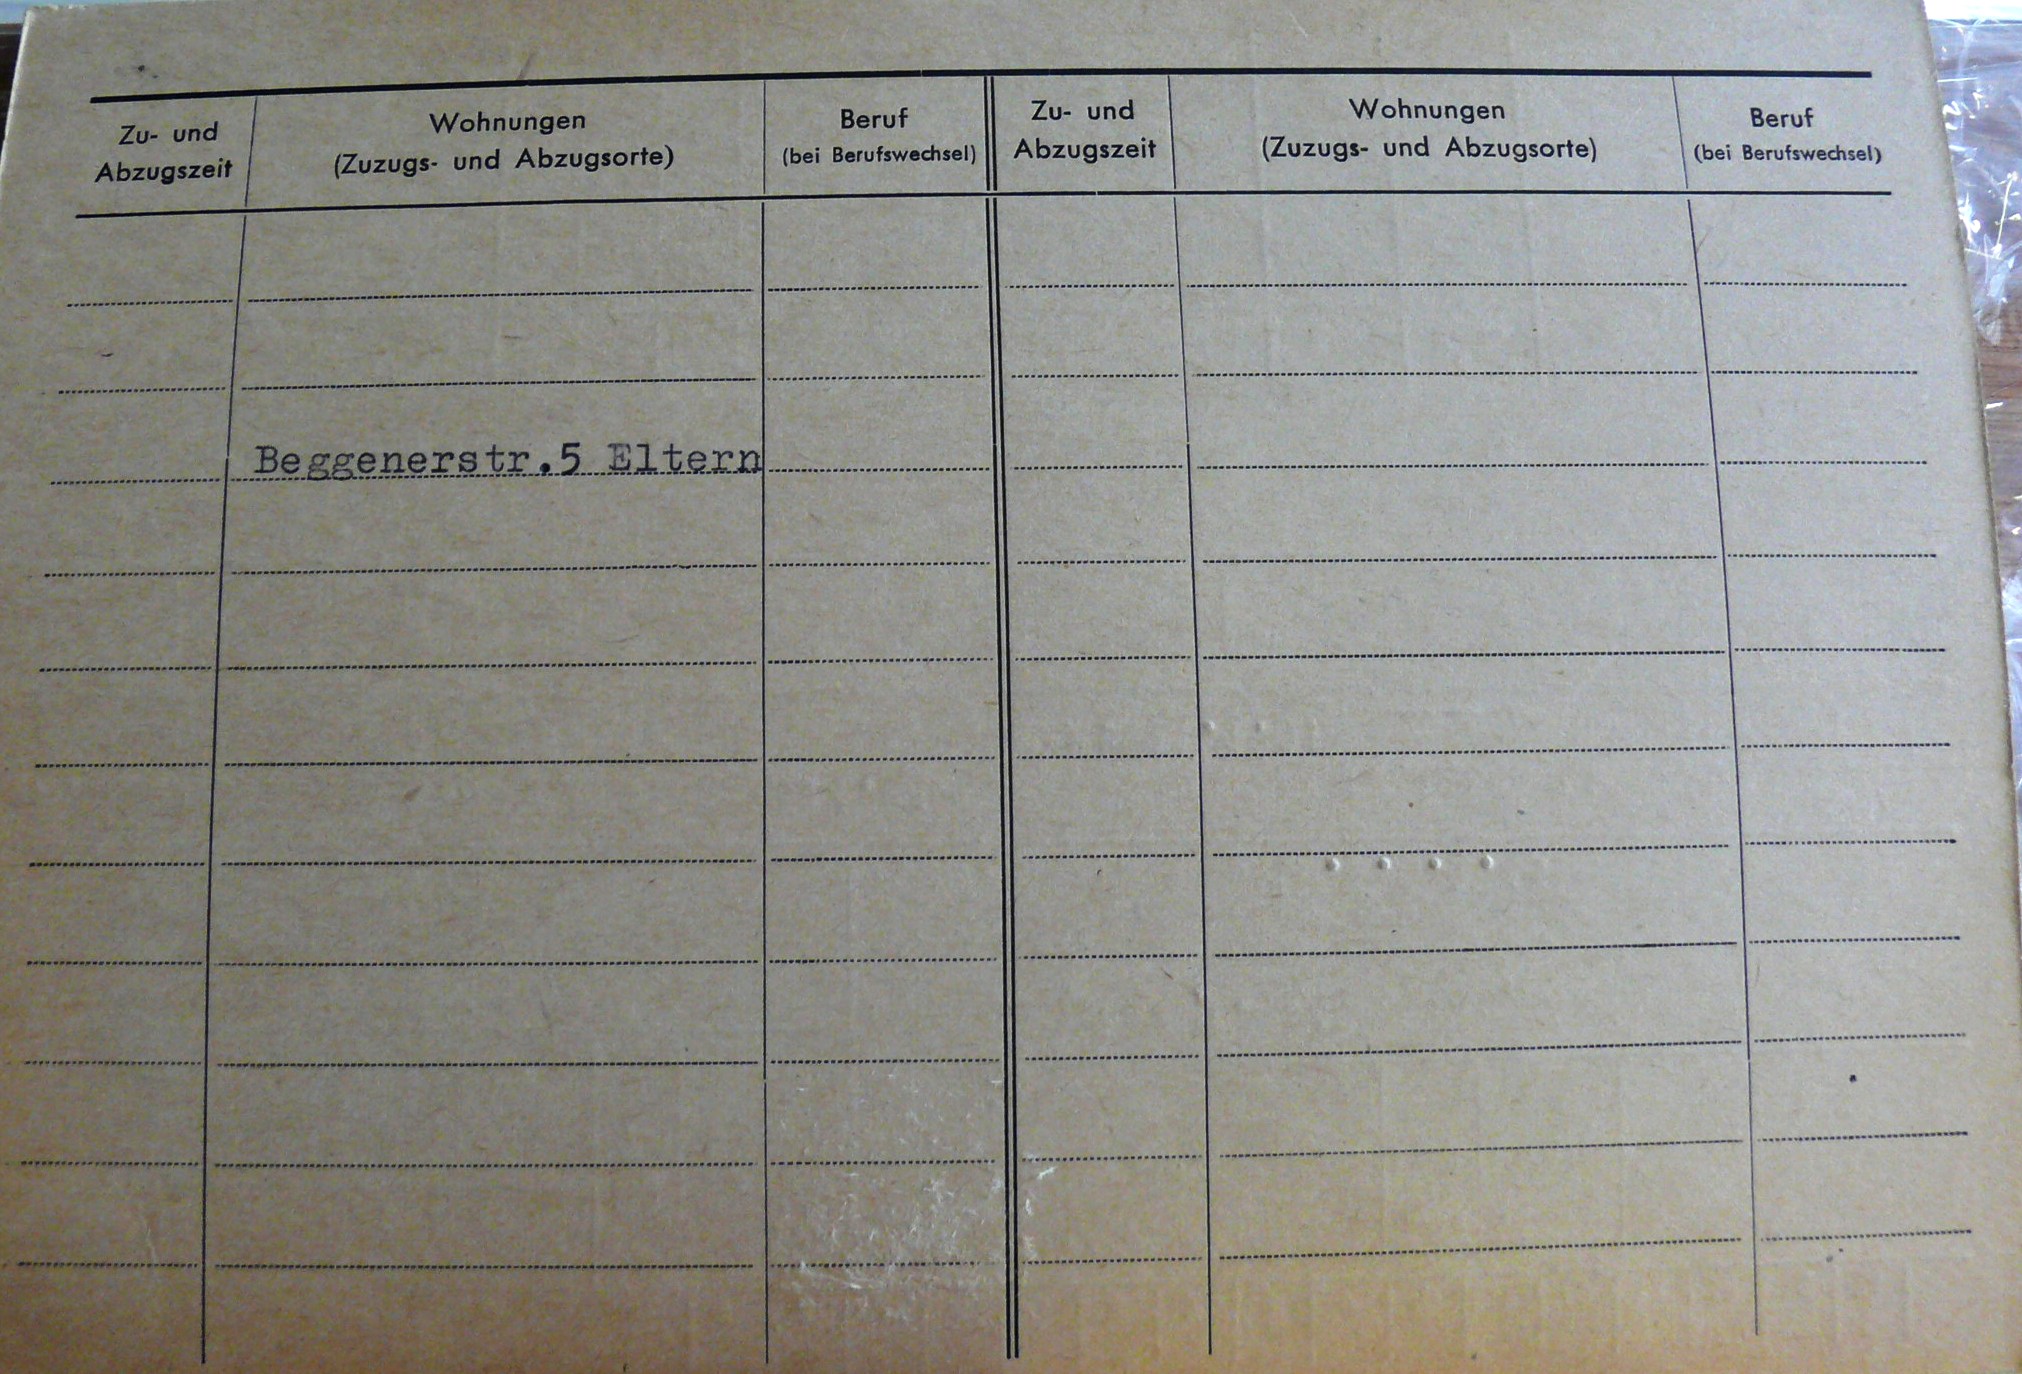 Zu- und
Abzugszeit
Wohnungen
(Zuzugs- und Abzugsorte)
Beruf
(bei Berufswechsel)
Zu- und
Abzugszeit
Wohnungen
(Zuzugs- und Abzugsorte)
Beruf
(bei Berufswechsel)
Beggenerstr.5 Eltern